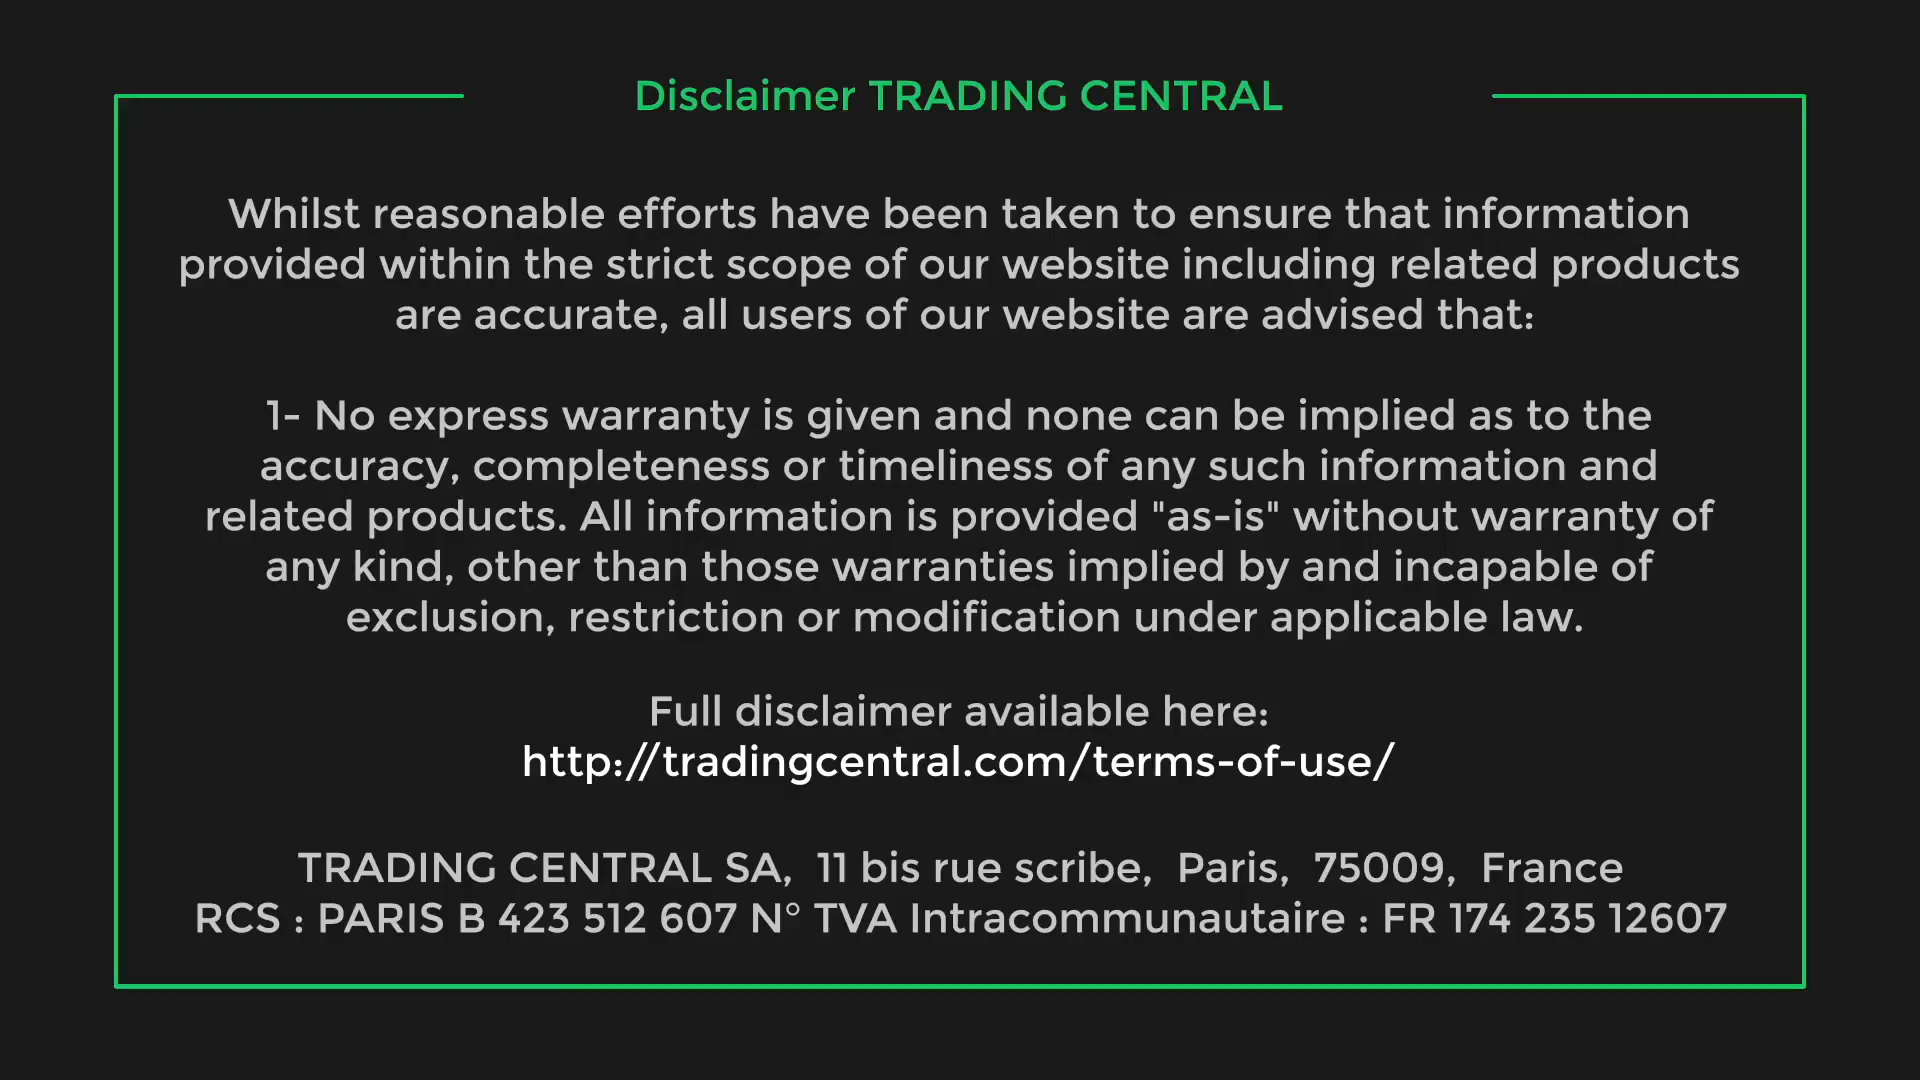 Disclaimer TRADING CENTRAL
Whilst reasonable efforts have been taken to ensure that information
provided within the strict scope of our website including related products
are accurate, all users of our website are advised that:
1- No express warranty is given and none can be implied as to the
accuracy, completeness or timeliness of any such information and
related products. All information is provided "as-is" without warranty of
any kind, other than those warranties implied by and incapable of
exclusion, restriction or modification under applicable law.
Full disclaimer available here:
http://tradingcentral.com/terms-of-use/
TRADING CENTRAL SA, 11 bis rue scribe, Paris, 75009, France
RCS : PARIS B 423 512 607 N° TVA Intracommunautaire : FR 174 235 12607